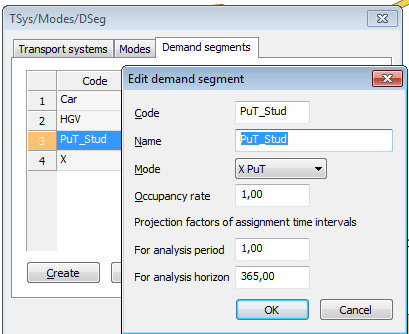 TSys/Modes/DSeg
Transport systems Modes Demand segments
Code
1 Car
2 HGV
3 PuT_Stud
4 X
Create
Edit demand segment
Code PuT_Stud
Name PuT_Stud
Mode X PuT
Occupancy rate 1,00
Projection factors of assignment time intervals
For analysis period 1,00
For analysis horizon 365,00
OK Cancel